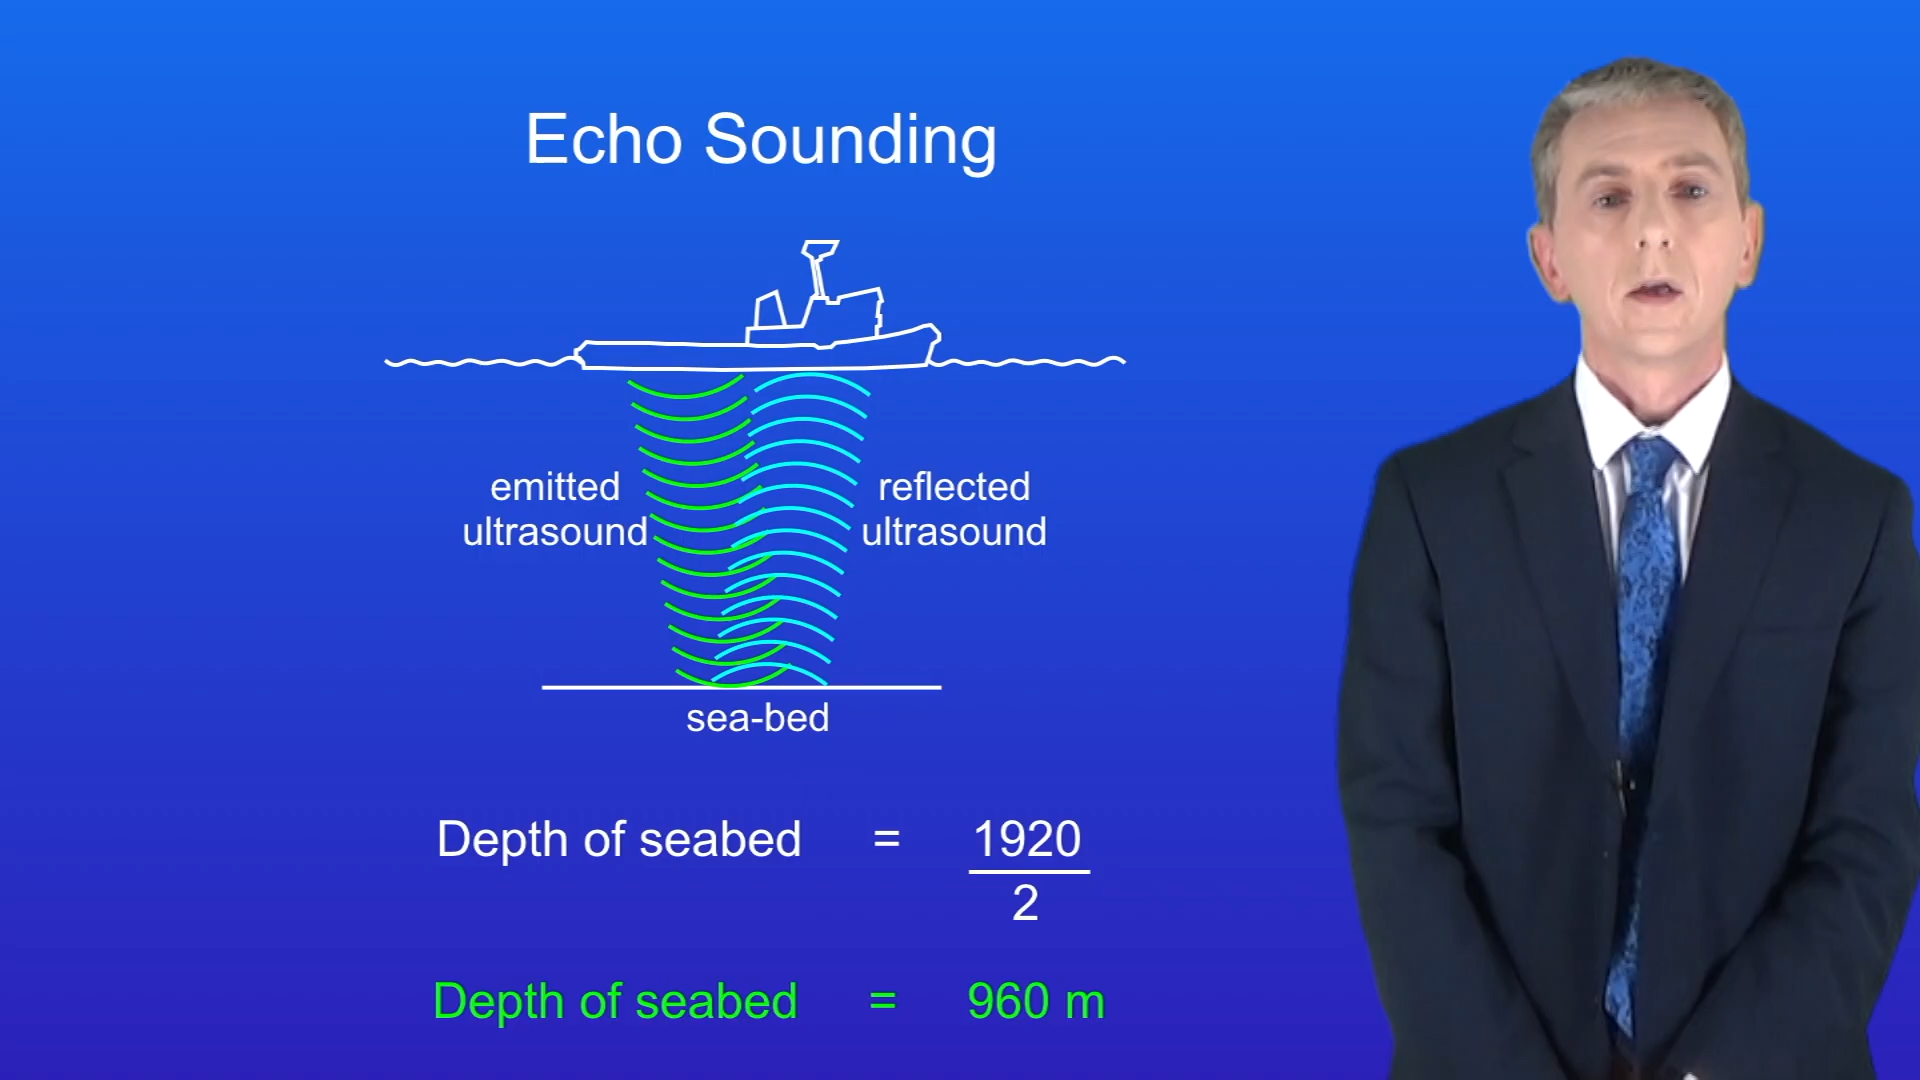 Echo Sounding
emitted
ultrasound
reflected
ultrasound
sea-bed
Depth of seabed = 1920
2
Depth of seabed = 960 m